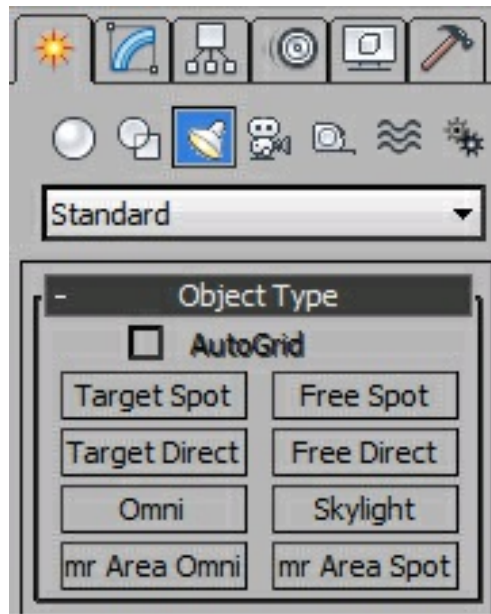 Standard
- Object Type
AutoGrid
Target Spot Free Spot
Target Direct Free Direct
Omni Skylight
mr Area Omni mr Area Spot